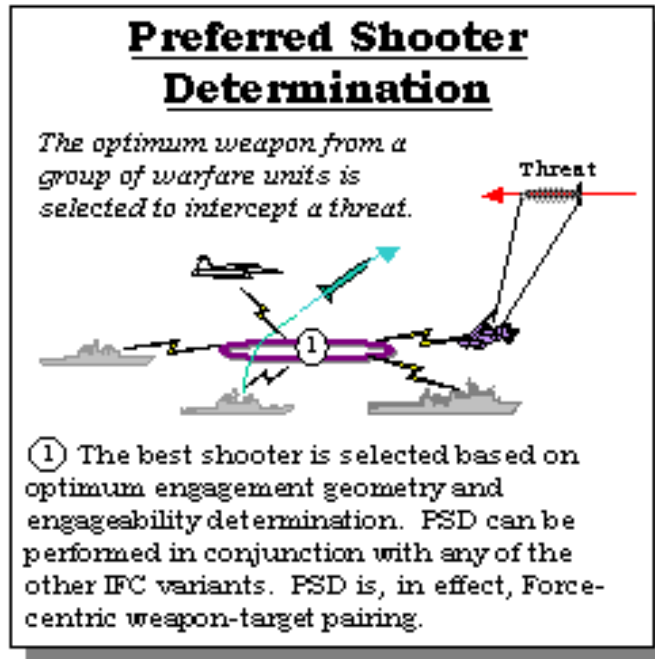 Preferred Shooter
Determination
The optimum weapon from a
group of warfare units is
selected to intercept a threat.
Threat
1
1 The best shooter is selected based on
optimum engagement geometry and
engageability determination. PSD can be
performed in conjunction with any of the
other IFC variants. PSD is, in effect, Force-
centric weapon-target pairing.